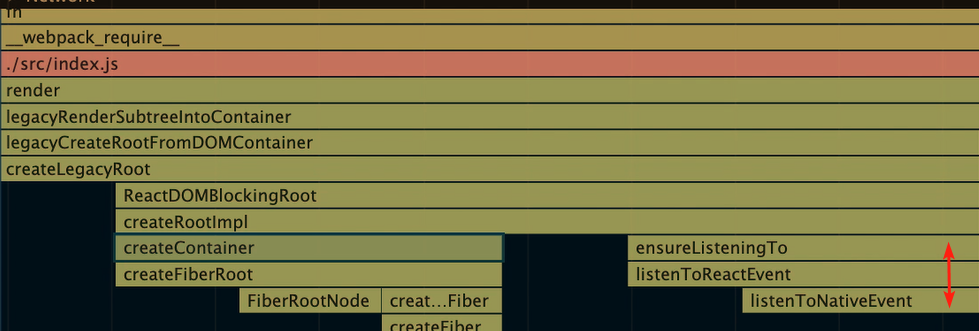 Network
m
__webpack_require__
./src/index.js
render
legacyRenderSubtreeIntoContainer
legacyCreateRootFromDOMContainer
createLegacyRoot
ReactDOMBlockingRoot
createRootImpl
createContainer ensureListeningTo
createFiberRoot listenToReactEvent
FiberRootNode creat...Fiber listenToNativeEvent
createFiber